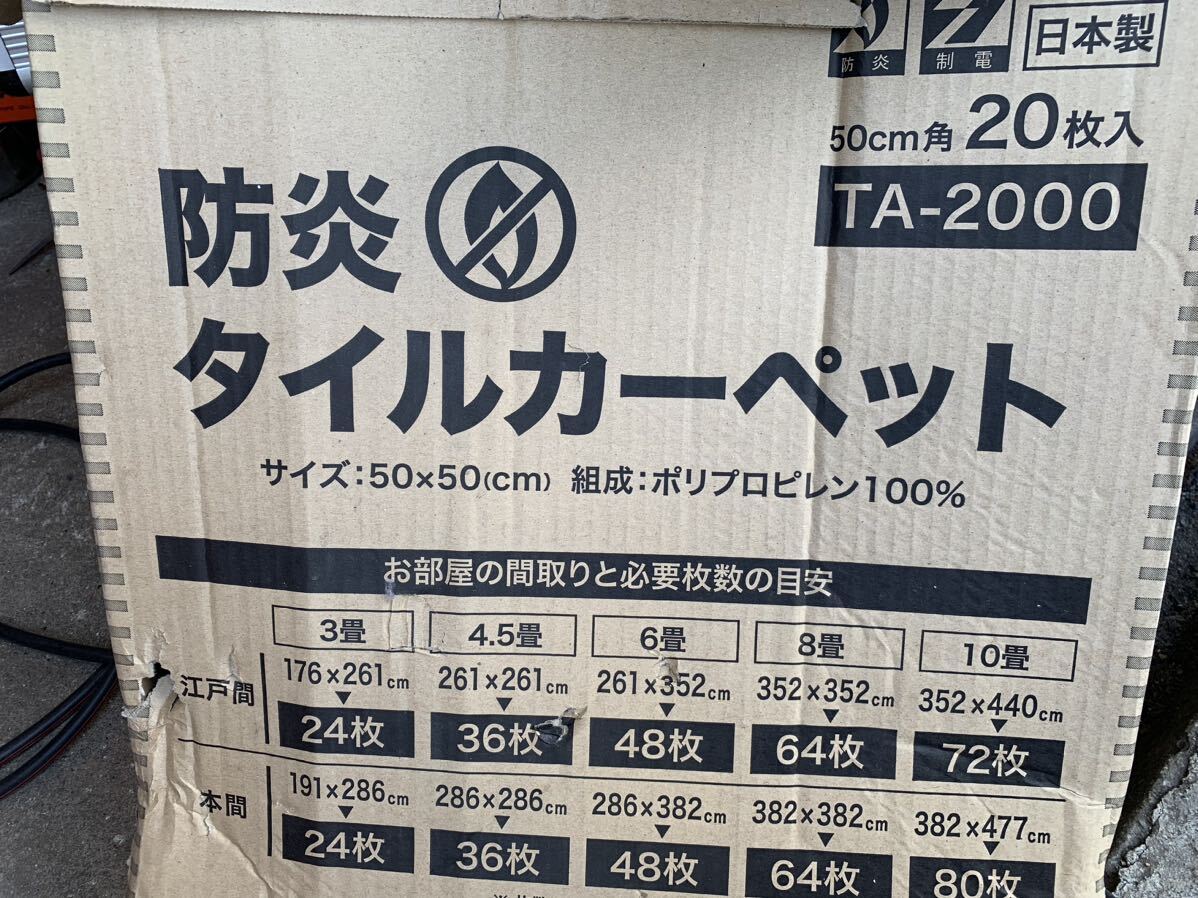 防炎 制電 日本製
50cm角 20枚入
TA-2000
防炎
タイルカーペット
サイズ：50×50(cm) 組成：ポリプロピレン100%
お部屋の間取りと必要枚数の目安
3畳 4.5畳 6畳 8畳 10畳
江戸間 176×261cm 261×261cm 261×352cm 352×352cm 352×440cm
24枚 36枚 48枚 64枚 72枚
本間 191×286cm 286×286cm 286×382cm 382×382cm 382×477cm
24枚 36枚 48枚 64枚 80枚